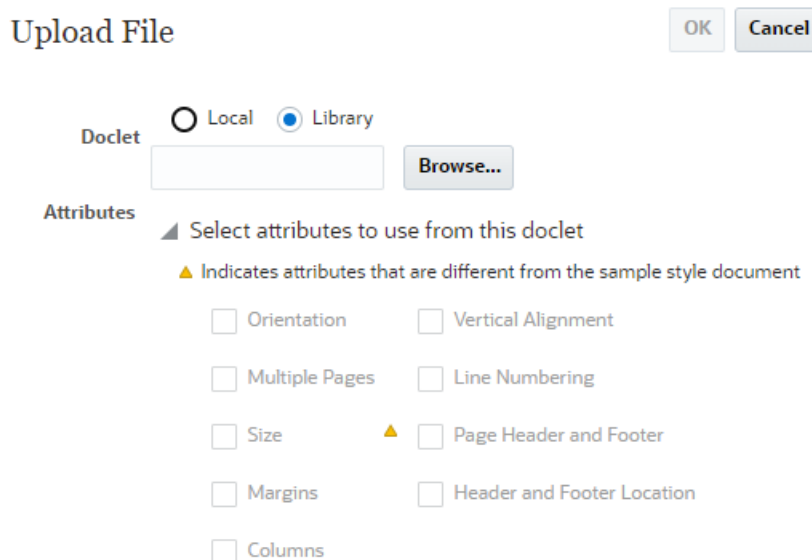 Upload File
OK
Cancel
Doclet
Local
Library
Browse...
Attributes
Select attributes to use from this doclet
Indicates attributes that are different from the sample style document
Orientation
Vertical Alignment
Multiple Pages
Line Numbering
Size
Page Header and Footer
Margins
Header and Footer Location
Columns